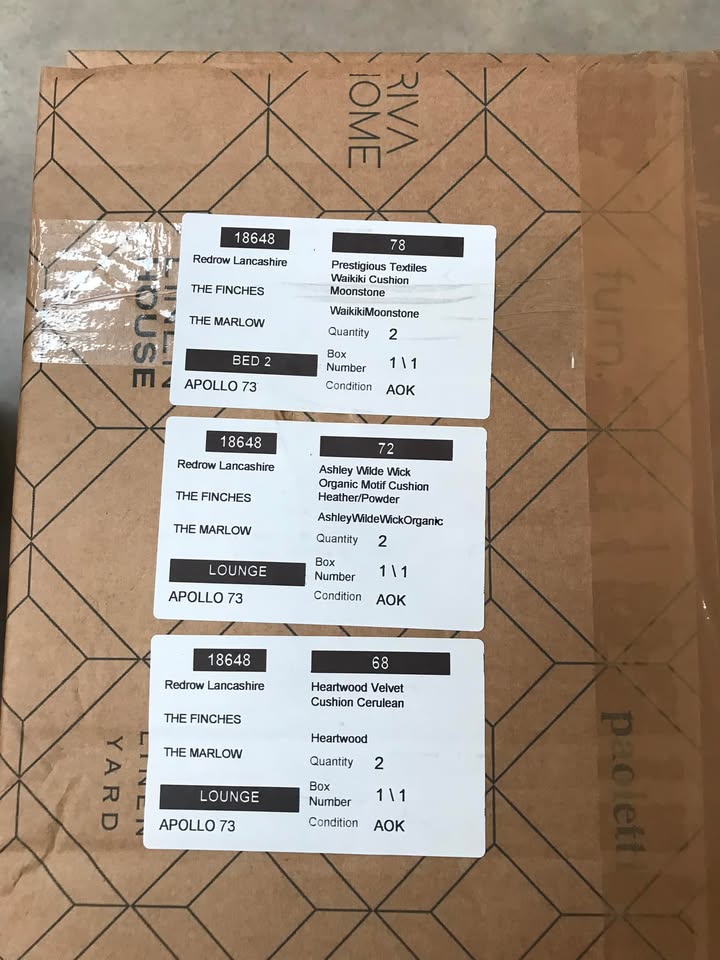 RIVA
HOME
LINEN
HOUSE
18648
78
Redrow Lancashire
Prestigious Textiles
Waikiki Cushion
Moonstone
THE FINCHES
WaikikiMoonstone
THE MARLOW
Quantity 2
BED 2
Box
Number 1 \ 1
APOLLO 73
Condition AOK
18648
72
Redrow Lancashire
Ashley Wilde Wick
Organic Motif Cushion
Heather/Powder
THE FINCHES
AshleyWildeWickOrganic
THE MARLOW
Quantity 2
LOUNGE
Box
Number 1 \ 1
APOLLO 73
Condition AOK
18648
68
Redrow Lancashire
Heartwood Velvet
Cushion Cerulean
THE FINCHES
Heartwood
THE MARLOW
Quantity 2
LOUNGE
Box
Number 1 \ 1
APOLLO 73
Condition AOK
LINEN
YARD
furn.
paoletti